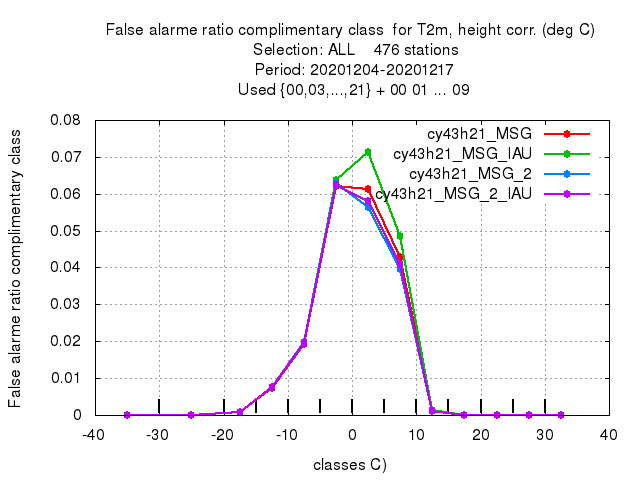 False alarme ratio complimentary class  for T2m, height corr. (deg C)
Selection: ALL    476 stations
Period: 20201204-20201217
Used {00,03,...,21} + 00 01 ... 09
False alarme ratio complimentary class
0.08
0.07
0.06
0.05
0.04
0.03
0.02
0.01
0
cy43h21_MSG
cy43h21_MSG_IAU
cy43h21_MSG_2
cy43h21_MSG_2_IAU
-40 -30 -20 -10 0 10 20 30 40
classes C)